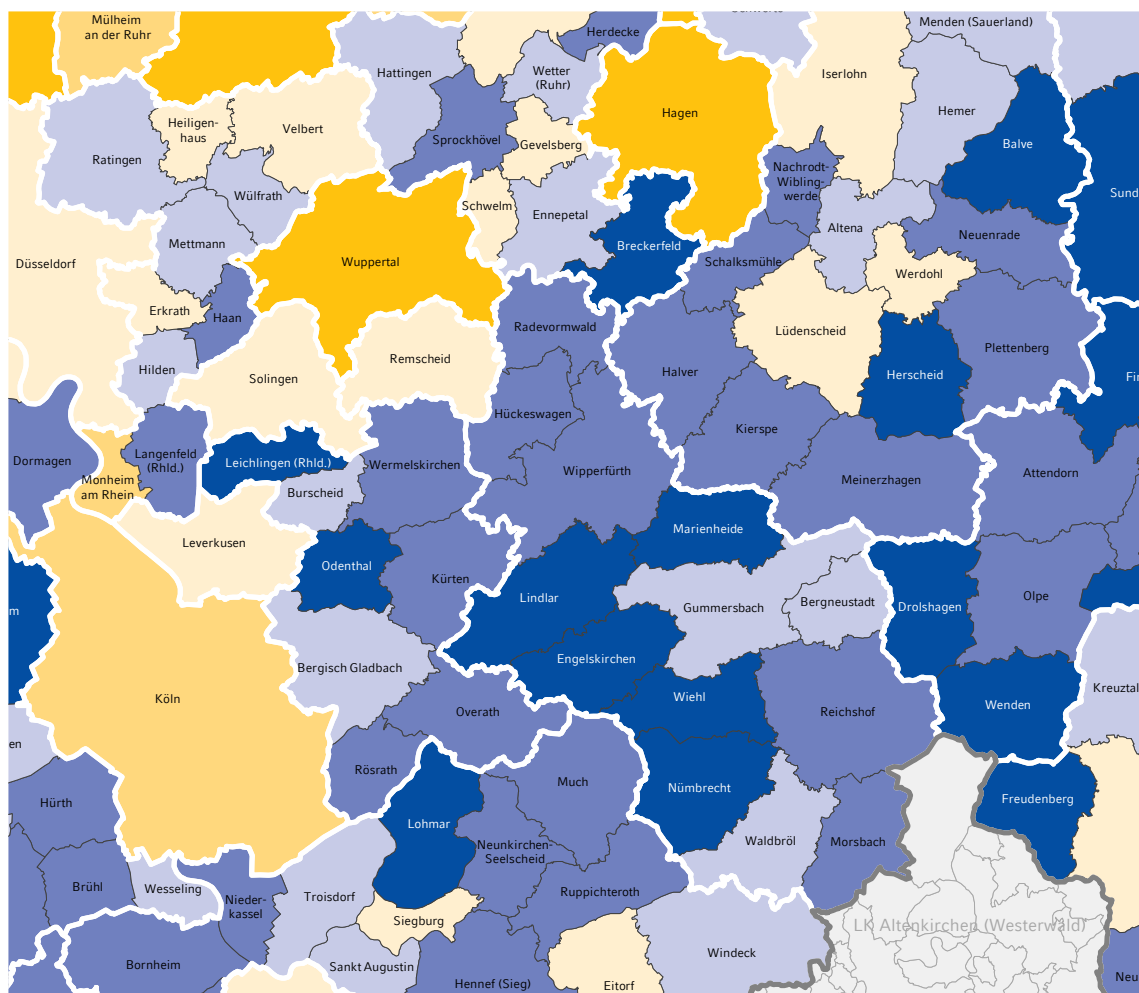 Mülheim
an der Ruhr
Herdecke
Menden (Sauerland)
Hattingen
Wetter
(Ruhr)
Iserlohn
Hemer
Hagen
Balve
Heiligen-
haus
Velbert
Sprockhövel
Gevelsberg
Ratingen
Nachrodt-
Wibling-
werde
Wülfrath
Schwelm
Ennepetal
Sund
Altena
Neuenrade
Mettmann
Breckerfeld
Düsseldorf
Wuppertal
Schalksmühle
Werdohl
Erkrath
Haan
Radevormwald
Lüdenscheid
Plettenberg
Remscheid
Hilden
Solingen
Halver
Herscheid
Fin
Hückeswagen
Kierspe
Dormagen
Langenfeld
(Rhld.)
Leichlingen (Rhld.)
Wermelskirchen
Wipperfürth
Attendorn
Monheim
am Rhein
Burscheid
Meinerzhagen
Marienheide
Leverkusen
Odenthal
Kürten
Lindlar
Gummersbach
Bergneustadt
Drolshagen
Olpe
m
Engelskirchen
Bergisch Gladbach
Kreuztal
Köln
Wiehl
Overath
Reichshof
Wenden
en
Rösrath
Much
Nümbrecht
Freudenberg
Hürth
Lohmar
Neunkirchen-
Seelscheid
Waldbröl
Morsbach
Brühl
Wesseling
Nieder-
kassel
Troisdorf
Ruppichteroth
Siegburg
LK Altenkirchen (Westerwald)
Bornheim
Sankt Augustin
Windeck
Hennef (Sieg)
Eitorf
Neu